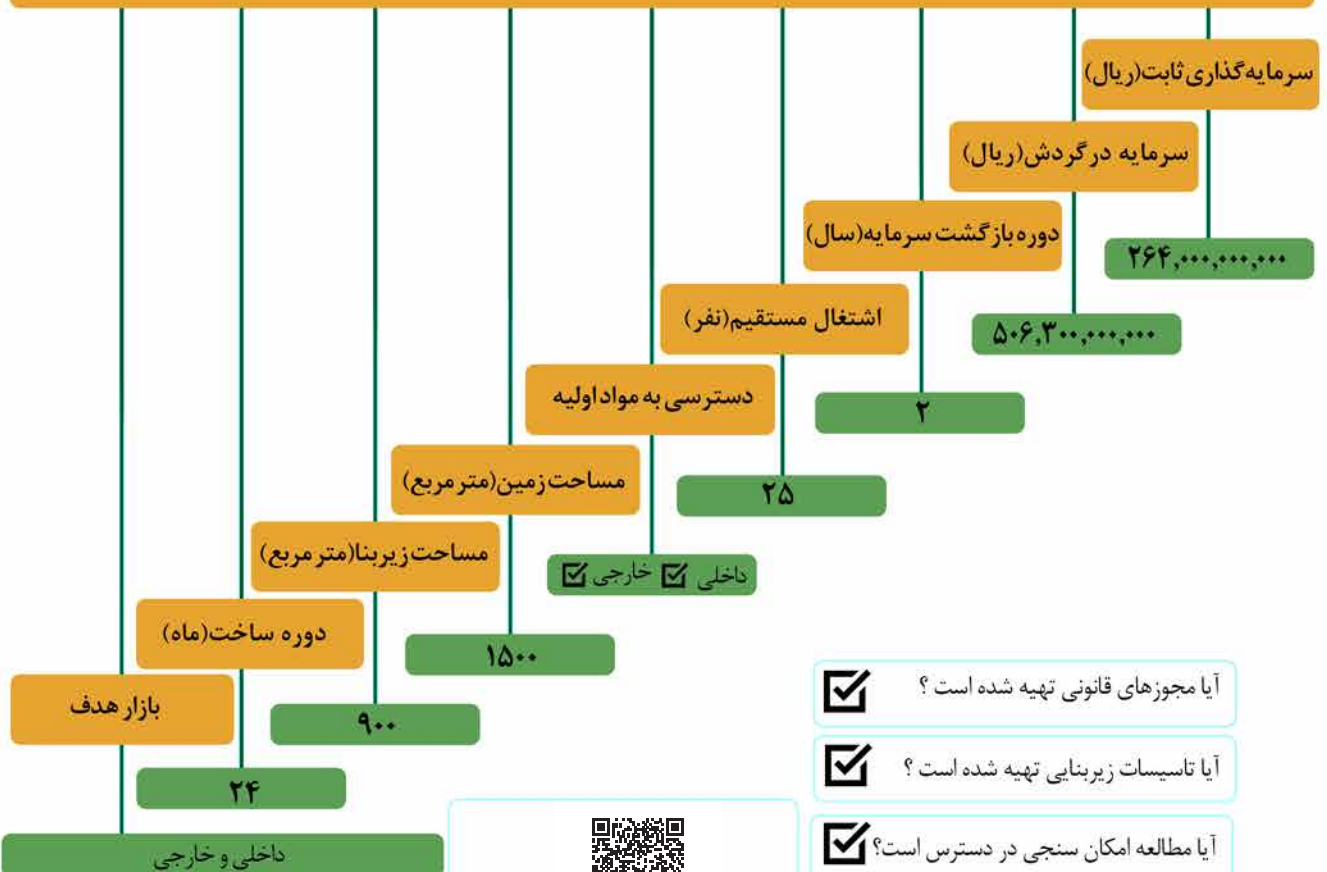 سرمایه‌گذاری ثابت(ریال)
۲۶۴,۰۰۰,۰۰۰,۰۰۰
سرمایه در گردش(ریال)
۵۰۶,۳۰۰,۰۰۰,۰۰۰
دوره بازگشت سرمایه(سال)
۲
اشتغال مستقیم(نفر)
۲۵
دسترسی به مواد اولیه
داخلی ☑ خارجی ☑
مساحت زمین(متر مربع)
۱۵۰۰
مساحت زیربنا(متر مربع)
۹۰۰
دوره ساخت(ماه)
۲۴
بازار هدف
داخلی و خارجی
آیا مجوزهای قانونی تهیه شده است ؟ ☑
آیا تاسیسات زیربنایی تهیه شده است ؟ ☑
آیا مطالعه امکان سنجی در دسترس است؟ ☑